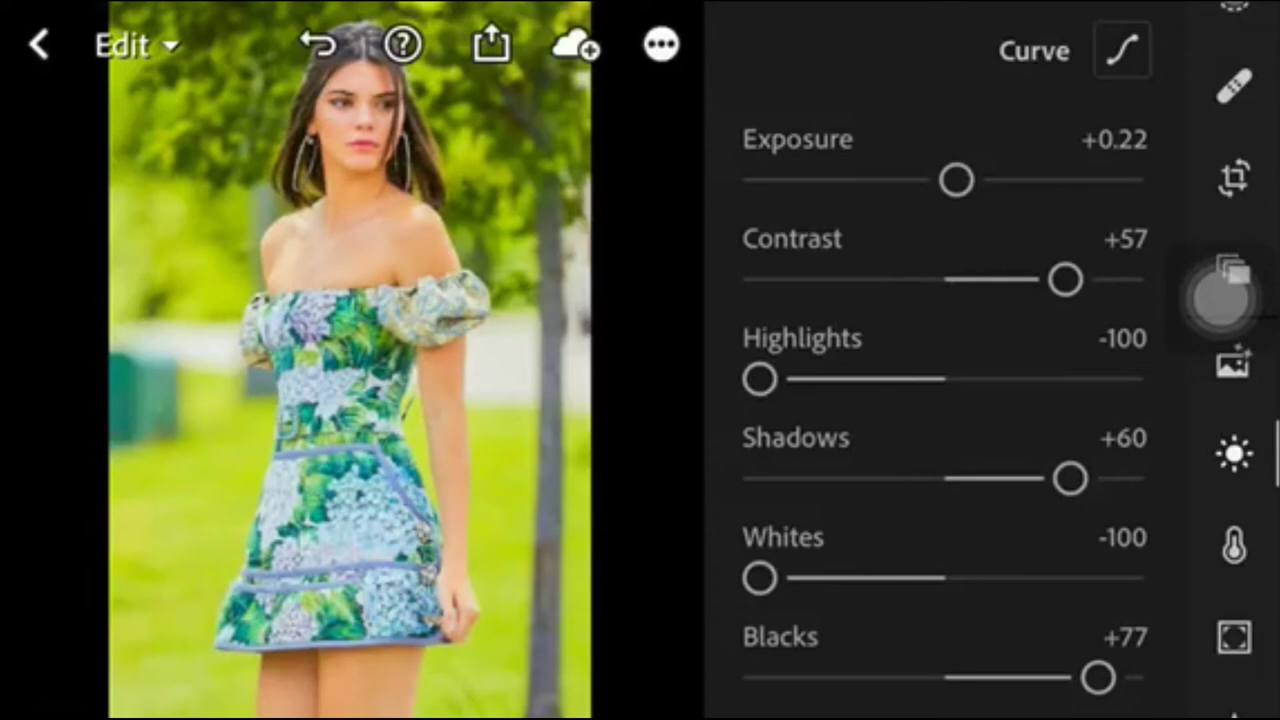 Edit
Curve
Exposure +0.22
Contrast +57
Highlights -100
Shadows +60
Whites -100
Blacks +77